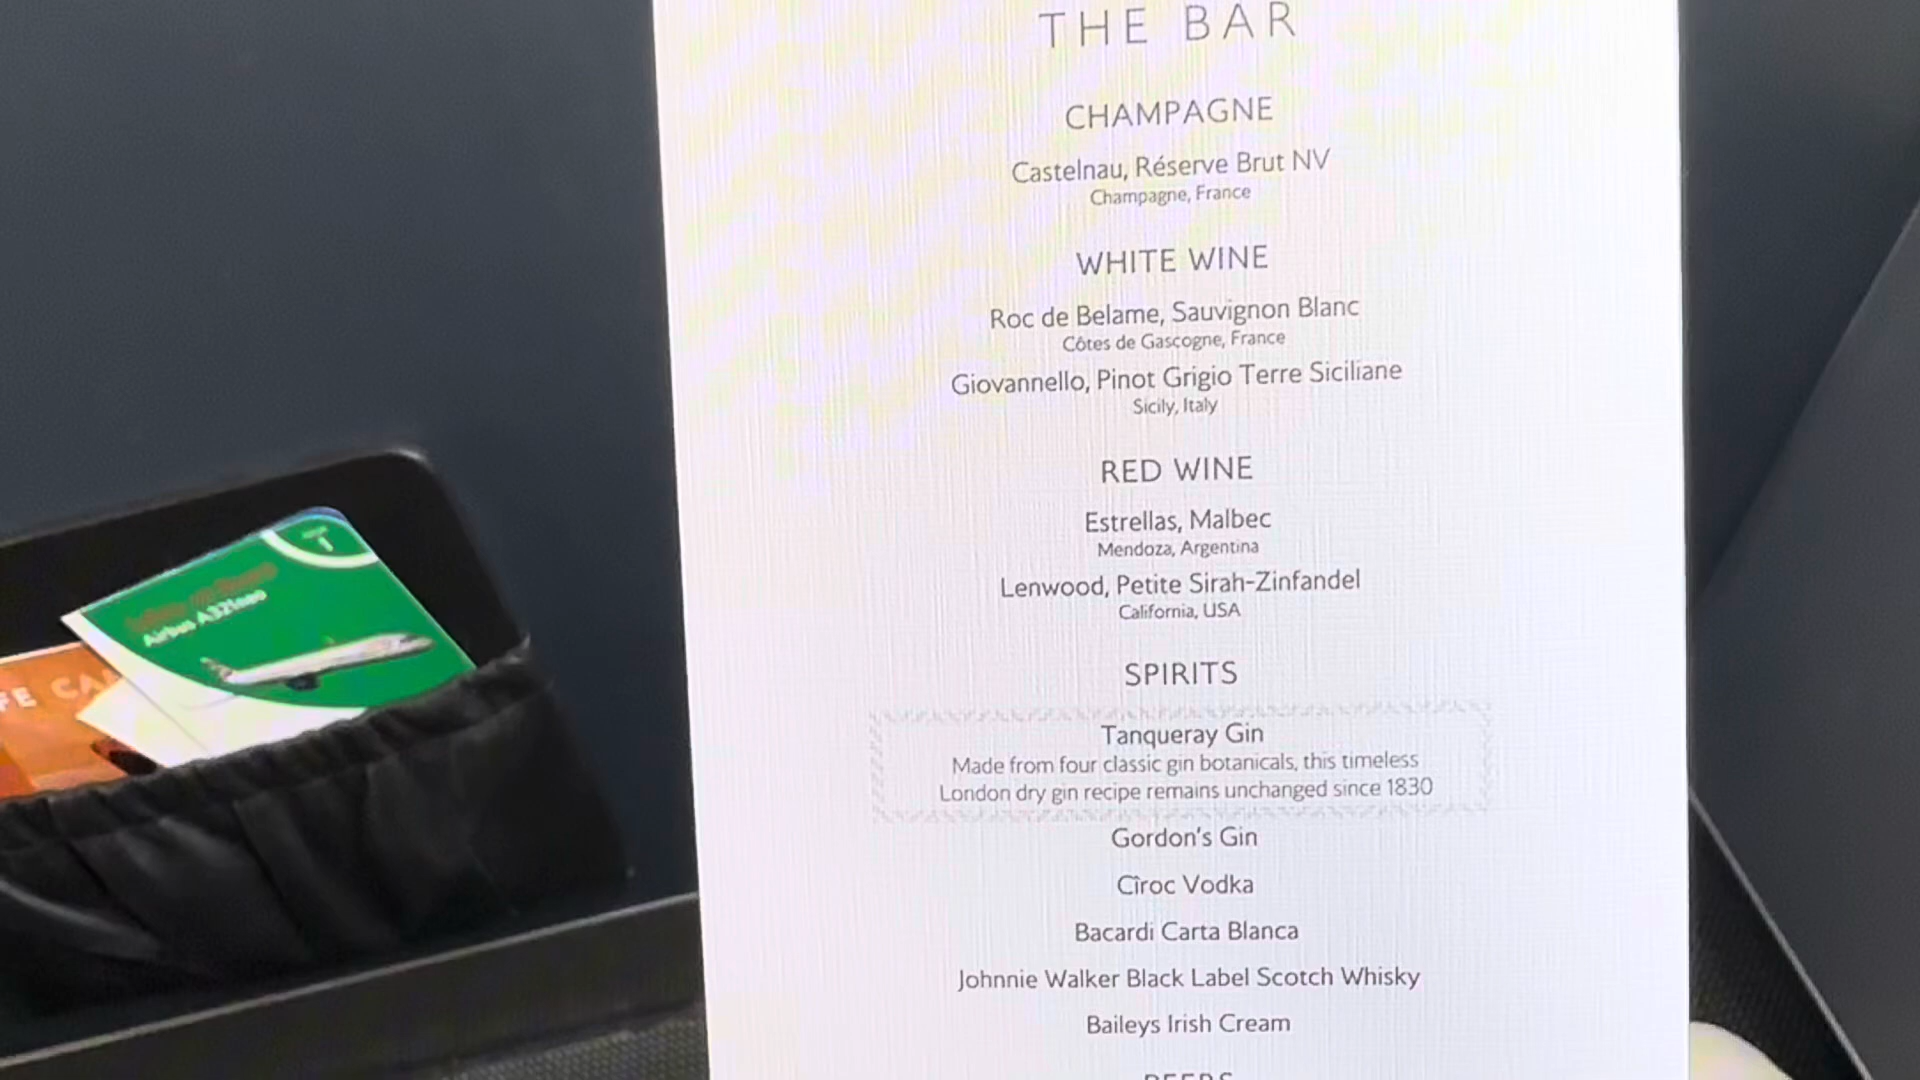 THE BAR
CHAMPAGNE
Castelnau, Réserve Brut NV
Champagne, France
WHITE WINE
Roc de Belame, Sauvignon Blanc
Côtes de Gascogne, France
Giovannello, Pinot Grigio Terre Siciliane
Sicily, Italy
RED WINE
Estrellas, Malbec
Mendoza, Argentina
Lenwood, Petite Sirah-Zinfandel
California, USA
SPIRITS
Tanqueray Gin
Made from four classic gin botanicals, this timeless
London dry gin recipe remains unchanged since 1830
Gordon's Gin
Cîroc Vodka
Bacardi Carta Blanca
Johnnie Walker Black Label Scotch Whisky
Baileys Irish Cream
BEERS
1
Airbus A321neo